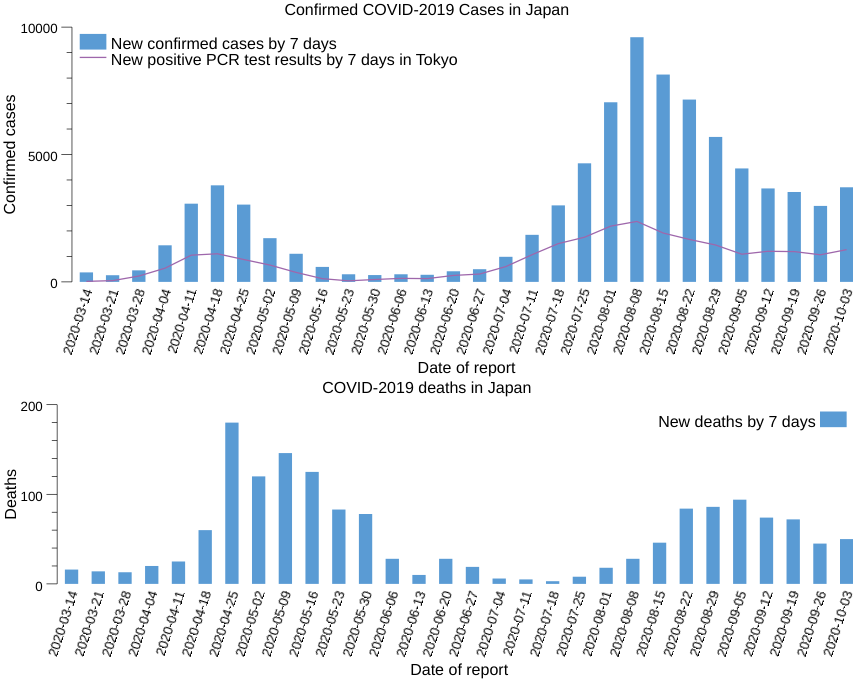 Confirmed COVID-2019 Cases in Japan
10000
New confirmed cases by 7 days
New positive PCR test results by 7 days in Tokyo
Confirmed cases
5000
0
2020-03-14 2020-03-21 2020-03-28 2020-04-04 2020-04-11 2020-04-18 2020-04-25 2020-05-02 2020-05-09 2020-05-16 2020-05-23 2020-05-30 2020-06-06 2020-06-13 2020-06-20 2020-06-27 2020-07-04 2020-07-11 2020-07-18 2020-07-25 2020-08-01 2020-08-08 2020-08-15 2020-08-22 2020-08-29 2020-09-05 2020-09-12 2020-09-19 2020-09-26 2020-10-03
Date of report
COVID-2019 deaths in Japan
200
New deaths by 7 days
Deaths
100
0
2020-03-14 2020-03-21 2020-03-28 2020-04-04 2020-04-11 2020-04-18 2020-04-25 2020-05-02 2020-05-09 2020-05-16 2020-05-23 2020-05-30 2020-06-06 2020-06-13 2020-06-20 2020-06-27 2020-07-04 2020-07-11 2020-07-18 2020-07-25 2020-08-01 2020-08-08 2020-08-15 2020-08-22 2020-08-29 2020-09-05 2020-09-12 2020-09-19 2020-09-26 2020-10-03
Date of report